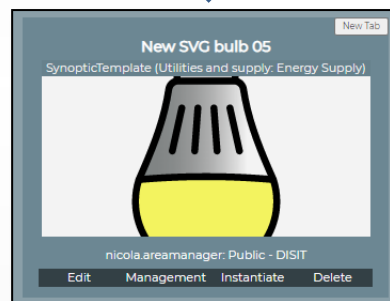 New Tab
New SVG bulb 05
SynopticTemplate (Utilities and supply: Energy Supply)
nicola.areamanager: Public - DISIT
Edit Management Instantiate Delete